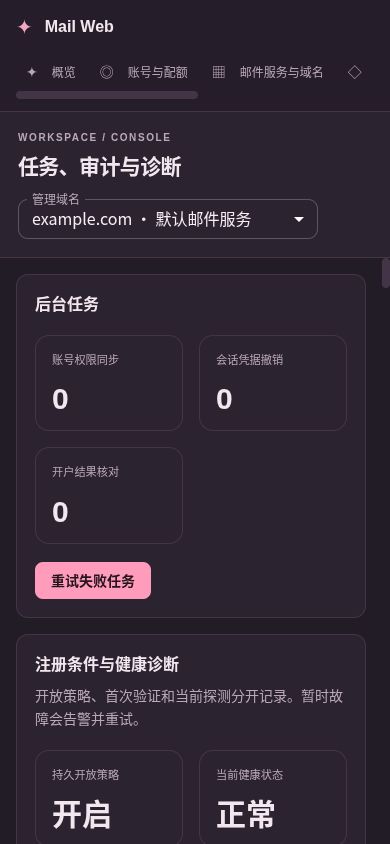 Mail Web
概览
账号与配额
邮件服务与域名
WORKSPACE / CONSOLE
任务、审计与诊断
管理域名
example.com · 默认邮件服务
后台任务
账号权限同步
会话凭据撤销
0
0
开户结果核对
0
重试失败任务
注册条件与健康诊断
开放策略、首次验证和当前探测分开记录。暂时故
障会告警并重试。
持久开放策略
当前健康状态
开启
正常